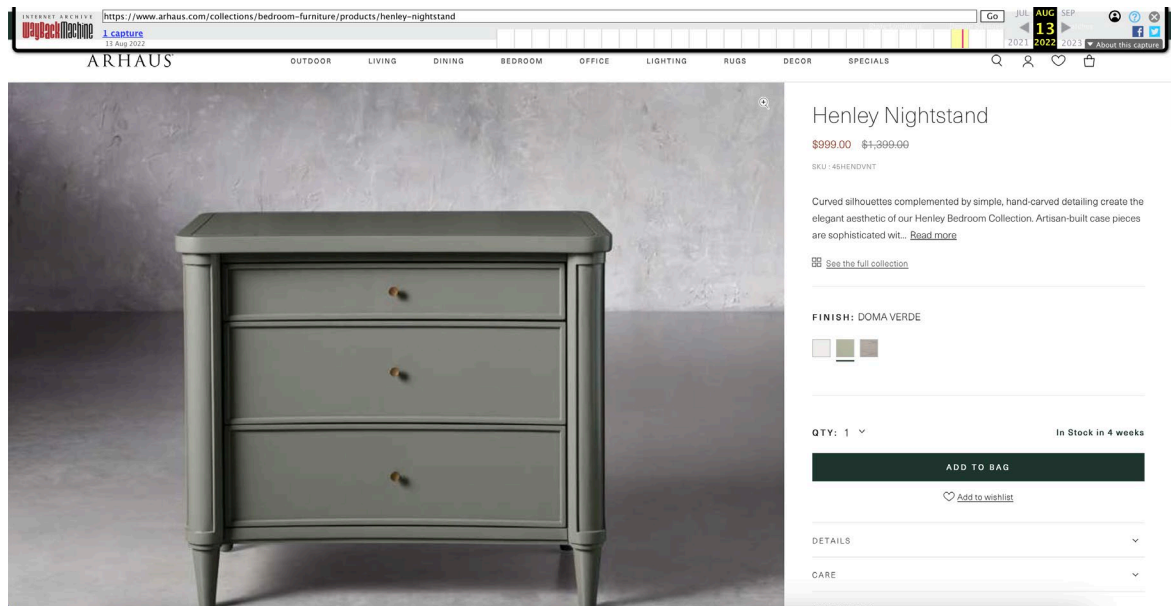 INTERNET ARCHIVE
WayBackMachine
https://www.arhaus.com/collections/bedroom-furniture/products/henley-nightstand
Go
JUL AUG SEP
13
2021 2022 2023
1 capture
13 Aug 2022
About this capture
ARHAUS
OUTDOOR LIVING DINING BEDROOM OFFICE LIGHTING RUGS DECOR SPECIALS
Henley Nightstand
$999.00 $1,399.00
SKU : 45HENDVNT
Curved silhouettes complemented by simple, hand-carved detailing create the
elegant aesthetic of our Henley Bedroom Collection. Artisan-built case pieces
are sophisticated wit... Read more
See the full collection
FINISH: DOMA VERDE
QTY: 1
In Stock in 4 weeks
ADD TO BAG
Add to wishlist
DETAILS
CARE